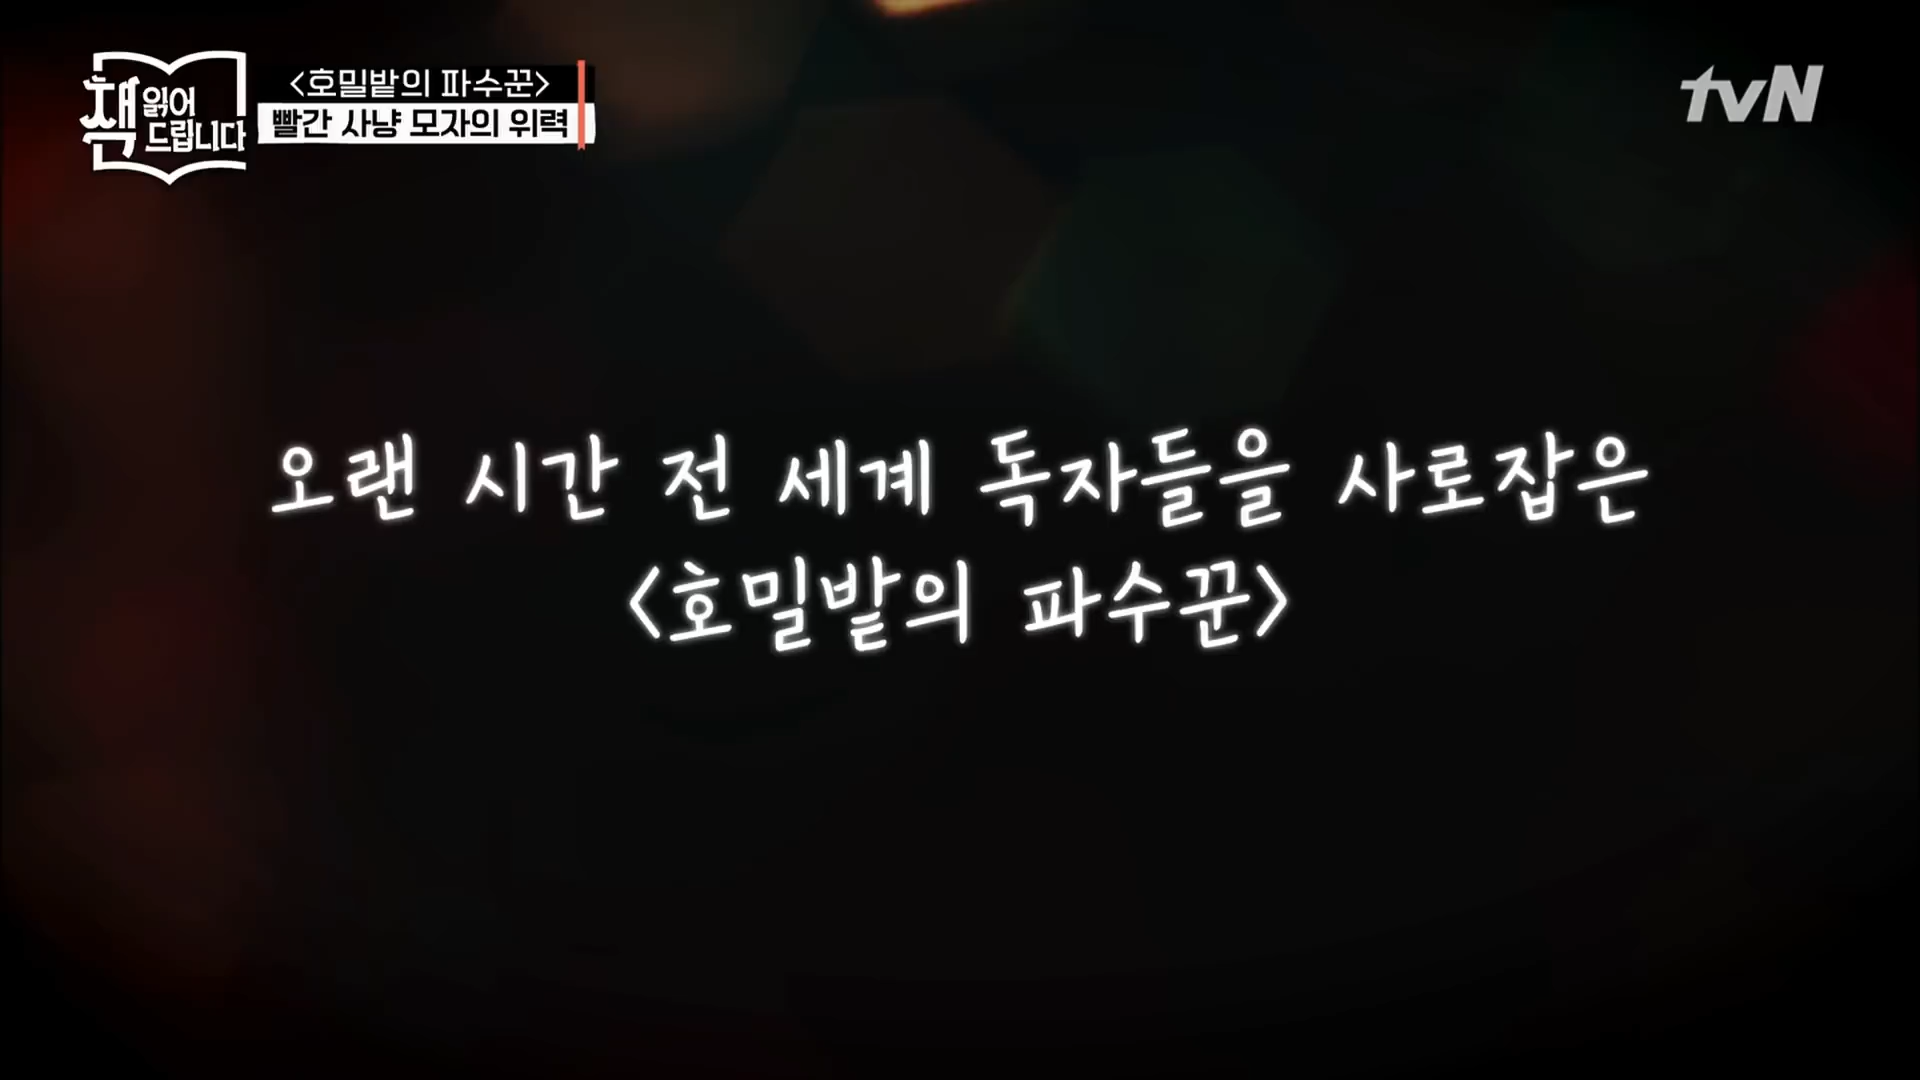 책 읽어
드립니다
<호밀밭의 파수꾼>
빨간 사냥 모자의 위력
tvN
오랜 시간 전 세계 독자들을 사로잡은
<호밀밭의 파수꾼>